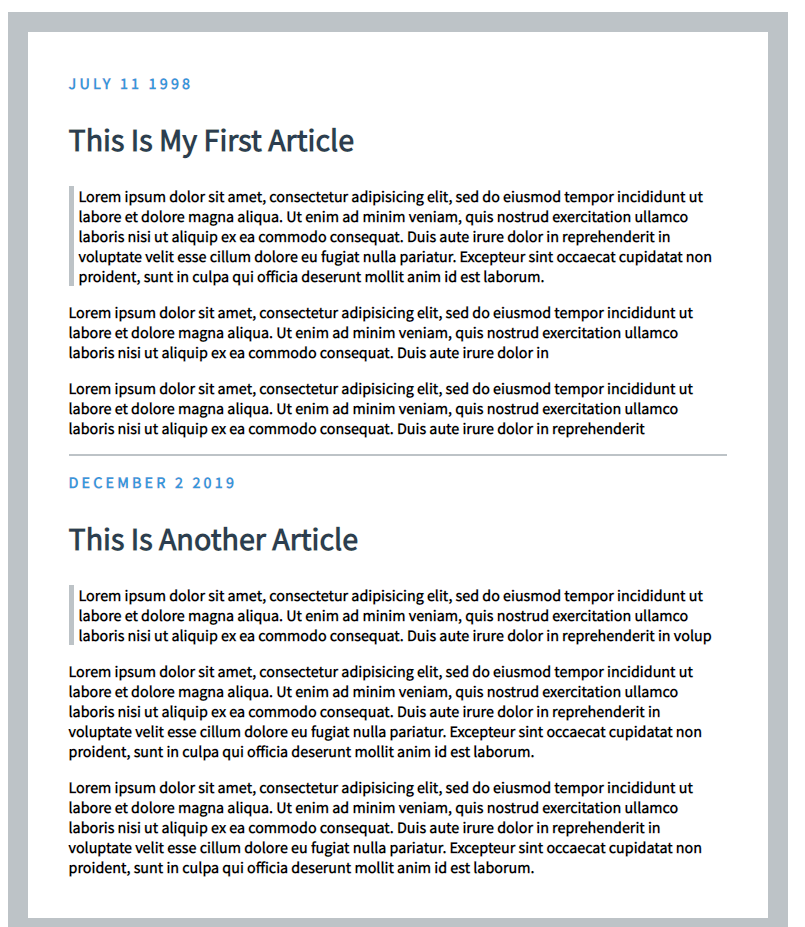 JULY 11 1998
This Is My First Article
Lorem ipsum dolor sit amet, consectetur adipisicing elit, sed do eiusmod tempor incididunt ut
labore et dolore magna aliqua. Ut enim ad minim veniam, quis nostrud exercitation ullamco
laboris nisi ut aliquip ex ea commodo consequat. Duis aute irure dolor in reprehenderit in
voluptate velit esse cillum dolore eu fugiat nulla pariatur. Excepteur sint occaecat cupidatat non
proident, sunt in culpa qui officia deserunt mollit anim id est laborum.
Lorem ipsum dolor sit amet, consectetur adipisicing elit, sed do eiusmod tempor incididunt ut
labore et dolore magna aliqua. Ut enim ad minim veniam, quis nostrud exercitation ullamco
laboris nisi ut aliquip ex ea commodo consequat. Duis aute irure dolor in
Lorem ipsum dolor sit amet, consectetur adipisicing elit, sed do eiusmod tempor incididunt ut
labore et dolore magna aliqua. Ut enim ad minim veniam, quis nostrud exercitation ullamco
laboris nisi ut aliquip ex ea commodo consequat. Duis aute irure dolor in reprehenderit
DECEMBER 2 2019
This Is Another Article
Lorem ipsum dolor sit amet, consectetur adipisicing elit, sed do eiusmod tempor incididunt ut
labore et dolore magna aliqua. Ut enim ad minim veniam, quis nostrud exercitation ullamco
laboris nisi ut aliquip ex ea commodo consequat. Duis aute irure dolor in reprehenderit in volup
Lorem ipsum dolor sit amet, consectetur adipisicing elit, sed do eiusmod tempor incididunt ut
labore et dolore magna aliqua. Ut enim ad minim veniam, quis nostrud exercitation ullamco
laboris nisi ut aliquip ex ea commodo consequat. Duis aute irure dolor in reprehenderit in
voluptate velit esse cillum dolore eu fugiat nulla pariatur. Excepteur sint occaecat cupidatat non
proident, sunt in culpa qui officia deserunt mollit anim id est laborum.
Lorem ipsum dolor sit amet, consectetur adipisicing elit, sed do eiusmod tempor incididunt ut
labore et dolore magna aliqua. Ut enim ad minim veniam, quis nostrud exercitation ullamco
laboris nisi ut aliquip ex ea commodo consequat. Duis aute irure dolor in reprehenderit in
voluptate velit esse cillum dolore eu fugiat nulla pariatur. Excepteur sint occaecat cupidatat non
proident, sunt in culpa qui officia deserunt mollit anim id est laborum.